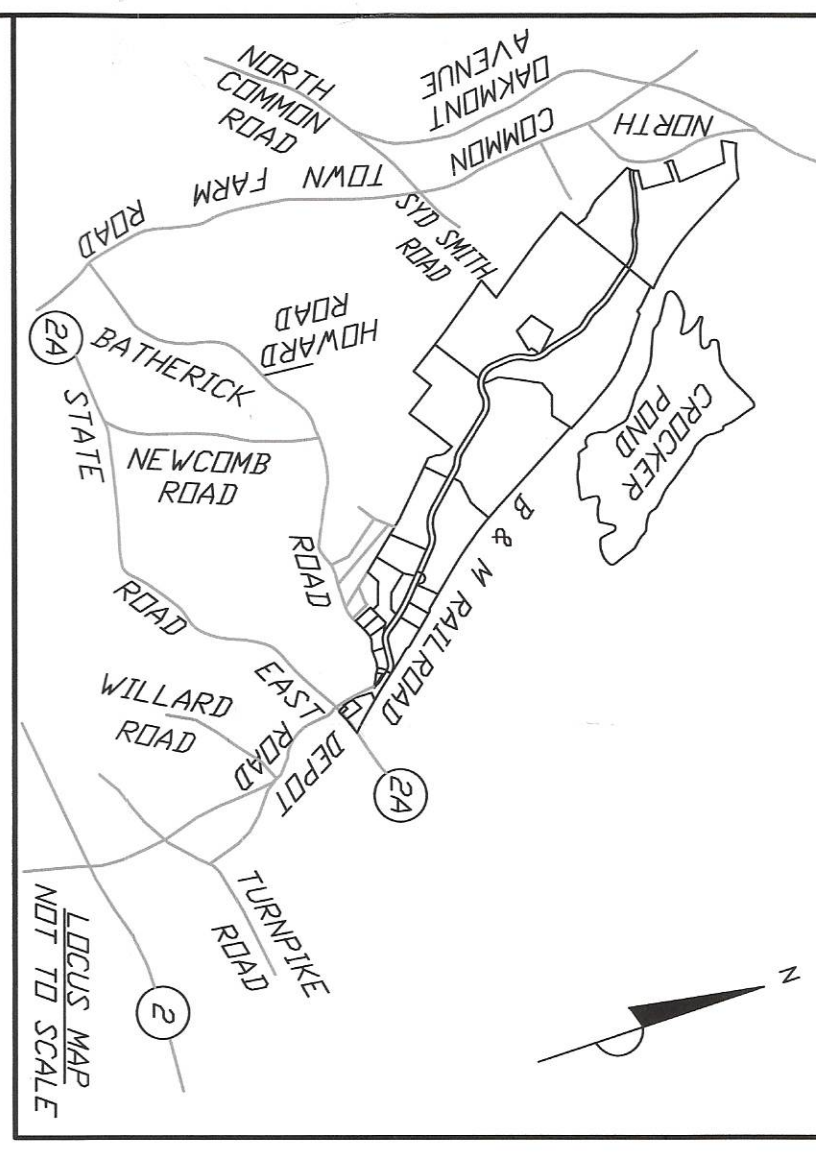 NORTH
COMMON
ROAD
OAKMONT
AVENUE
NORTH
COMMON
TOWN FARM
ROAD
SYD SMITH
ROAD
HOWARD
ROAD
2A
BATHERICK
ROAD
STATE
ROAD
EAST
NEWCOMB
ROAD
CROCKER
POND
B & M RAILROAD
WILLARD
ROAD
DEPOT
ROAD
2A
TURNPIKE
ROAD
2
N
LOCUS MAP
NOT TO SCALE